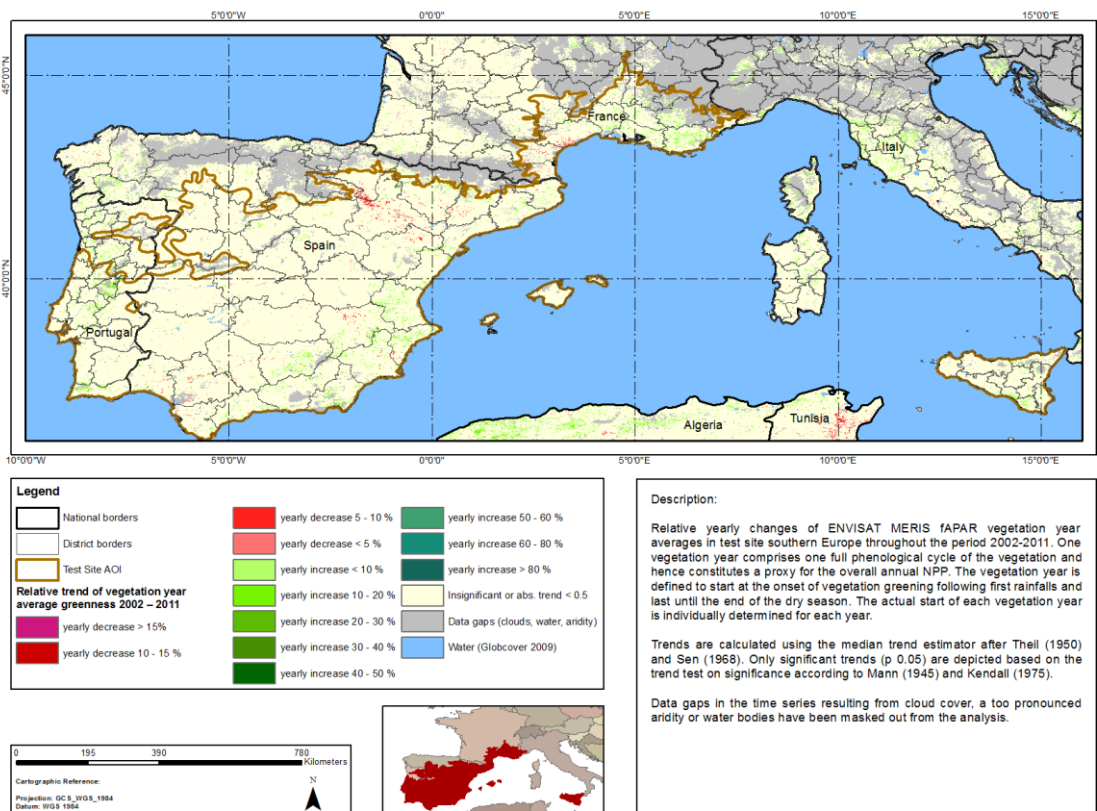 5°0'0"W 0°0'0" 5°0'0"E 10°0'0"E 15°0'0"E
45°0'0"N
40°0'0"N
France
Italy
Spain
Portugal
Algeria
Tunisia
10°0'0"W 5°0'0"W 0°0'0" 5°0'0"E 10°0'0"E 15°0'0"E
Legend
National borders
District borders
Test Site AOI
Relative trend of vegetation year
average greenness 2002 – 2011
yearly decrease > 15%
yearly decrease 10 - 15 %
yearly decrease 5 - 10 %
yearly decrease < 5 %
yearly increase < 10 %
yearly increase 10 - 20 %
yearly increase 20 - 30 %
yearly increase 30 - 40 %
yearly increase 40 - 50 %
yearly increase 50 - 60 %
yearly increase 60 - 80 %
yearly increase > 80 %
Insignificant or abs. trend < 0.5
Data gaps (clouds, water, aridity)
Water (Globcover 2009)
Description:
Relative yearly changes of ENVISAT MERIS fAPAR vegetation year
averages in test site southern Europe throughout the period 2002-2011. One
vegetation year comprises one full phenological cycle of the vegetation and
hence constitutes a proxy for the overall annual NPP. The vegetation year is
defined to start at the onset of vegetation greening following first rainfalls and
last until the end of the dry season. The actual start of each vegetation year
is individually determined for each year.
Trends are calculated using the median trend estimator after Theil (1950)
and Sen (1968). Only significant trends (p 0.05) are depicted based on the
trend test on significance according to Mann (1945) and Kendall (1975).
Data gaps in the time series resulting from cloud cover, a too pronounced
aridity or water bodies have been masked out from the analysis.
0 195 390 780
Kilometers
Cartographic Reference:
Projection: GCS_WGS_1984
Datum: WGS 1984
N